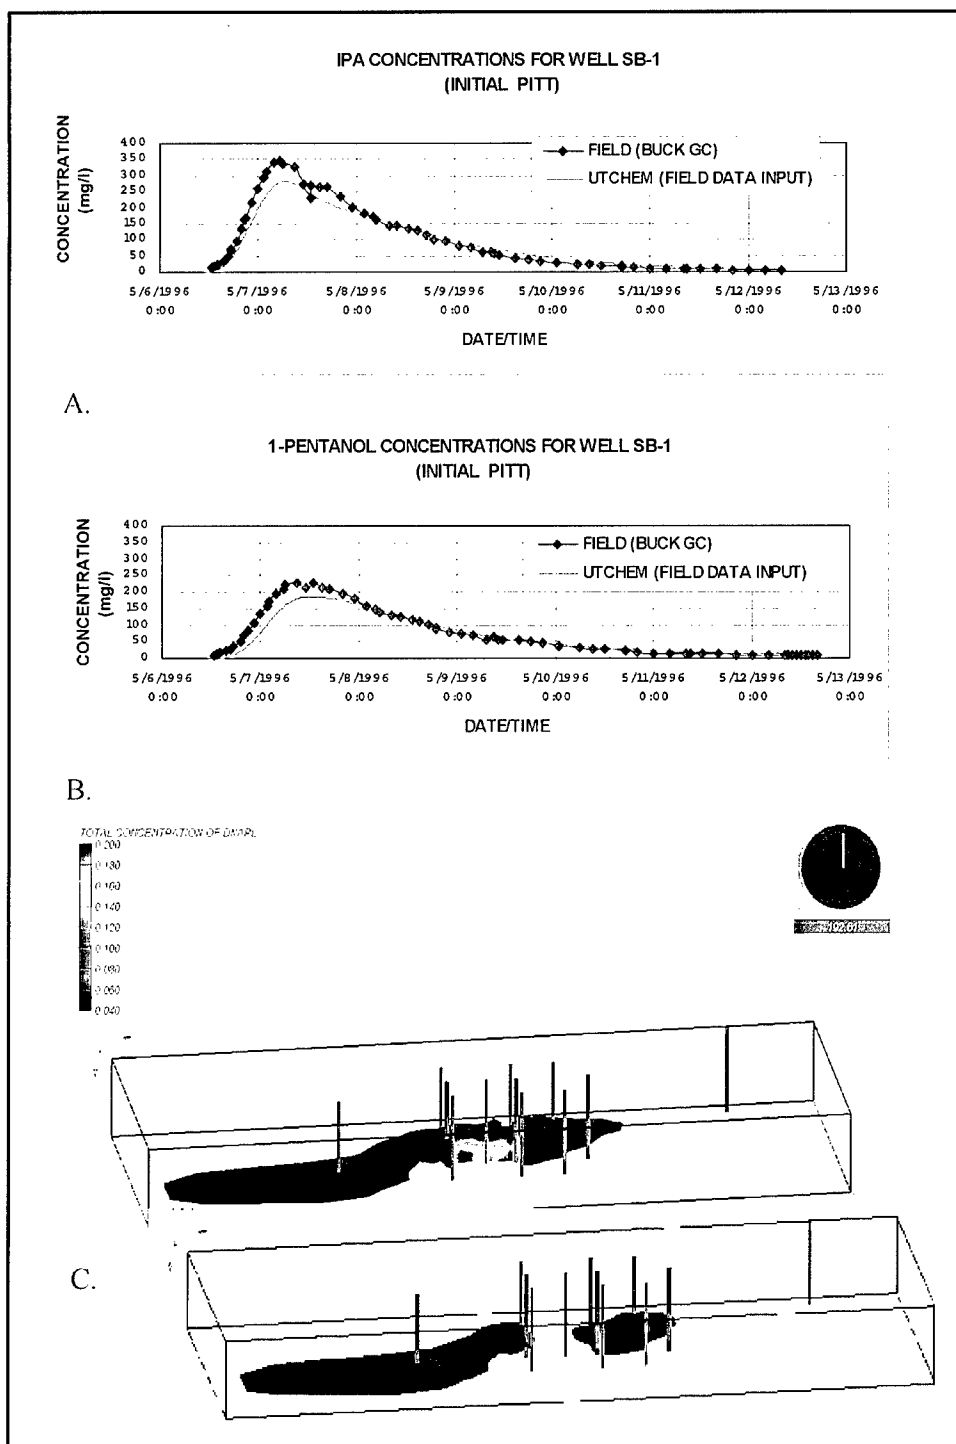 IPA CONCENTRATIONS FOR WELL SB-1
(INITIAL PITT)
CONCENTRATION
(mg/l)
400
350
300
250
200
150
100
50
0
FIELD (BUCK GC)
UTCHEM (FIELD DATA INPUT)
5/6/1996 5/7/1996 5/8/1996 5/9/1996 5/10/1996 5/11/1996 5/12/1996 5/13/1996
0:00 0:00 0:00 0:00 0:00 0:00 0:00 0:00
DATE/TIME
A.
1-PENTANOL CONCENTRATIONS FOR WELL SB-1
(INITIAL PITT)
CONCENTRATION
(mg/l)
400
350
300
250
200
150
100
50
0
FIELD (BUCK GC)
UTCHEM (FIELD DATA INPUT)
5/6/1996 5/7/1996 5/8/1996 5/9/1996 5/10/1996 5/11/1996 5/12/1996 5/13/1996
0:00 0:00 0:00 0:00 0:00 0:00 0:00 0:00
DATE/TIME
B.
TOTAL CONCENTRATION OF DNAPL
0.200
0.180
0.160
0.140
0.120
0.100
0.080
0.060
0.040
C.